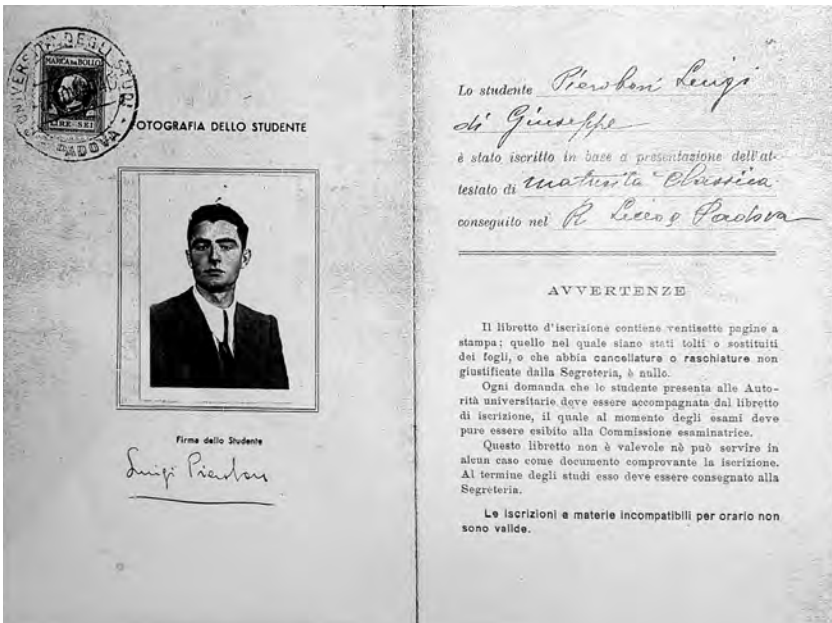 UNIVERSITÀ DEGLI STUDI
PADOVA
MARCA DA BOLLO
LIRE SEI
FOTOGRAFIA DELLO STUDENTE
Firma dello Studente
Luigi Pierobon
Lo studente Pierobon Luigi
di Giuseppe
è stato iscritto in base a presentazione dell'at-
testato di maturità classica
conseguito nel R. Liceo di Padova
AVVERTENZE
Il libretto d'iscrizione contiene ventisette pagine a
stampa; quello nel quale siano stati tolti o sostituiti
dei fogli, o che abbia cancellature o raschiature non
giustificate dalla Segreteria, è nullo.
Ogni domanda che lo studente presenta alle Auto-
rità universitarie deve essere accompagnata dal libretto
di iscrizione, il quale al momento degli esami deve
pure essere esibito alla Commissione esaminatrice.
Questo libretto non è valevole nè può servire in
alcun caso come documento comprovante la iscrizione.
Al termine degli studi esso deve essere consegnato alla
Segreteria.
Le iscrizioni a materie incompatibili per orario non
sono valide.